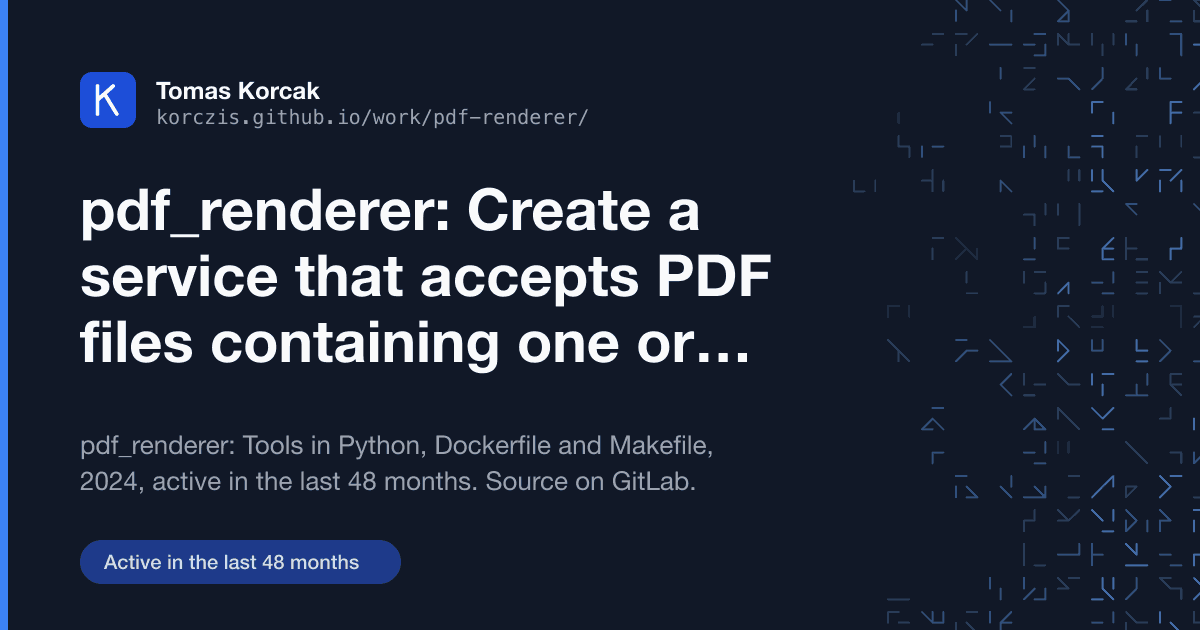 K
Tomas Korcak
korczis.github.io/work/pdf-renderer/
pdf_renderer: Create a
service that accepts PDF
files containing one or…
pdf_renderer: Tools in Python, Dockerfile and Makefile,
2024, active in the last 48 months. Source on GitLab.
Active in the last 48 months